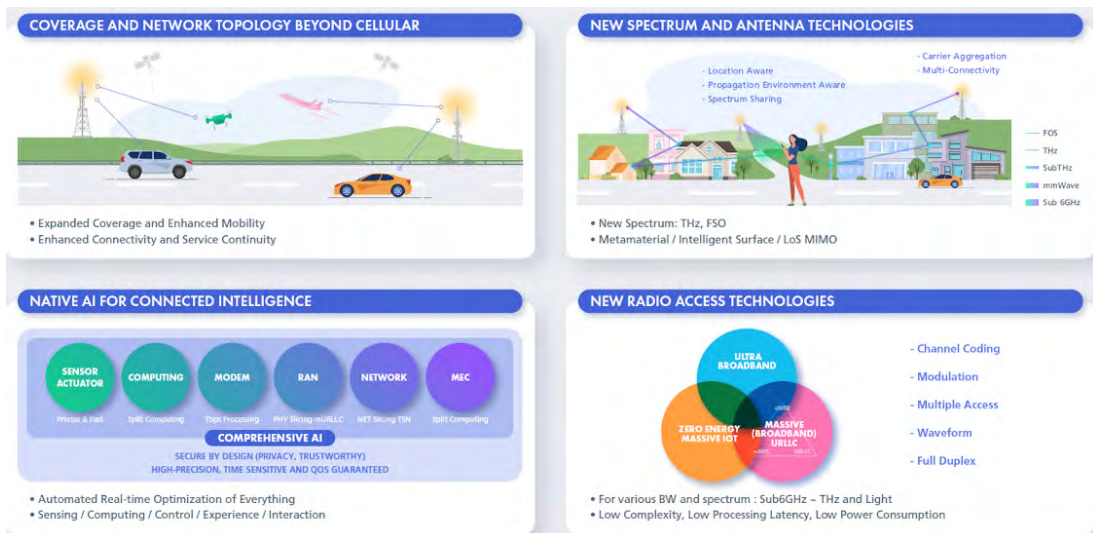 COVERAGE AND NETWORK TOPOLOGY BEYOND CELLULAR
• Expanded Coverage and Enhanced Mobility
• Enhanced Connectivity and Service Continuity
NEW SPECTRUM AND ANTENNA TECHNOLOGIES
- Location Aware
- Propagation Environment Aware
- Spectrum Sharing
- Carrier Aggregation
- Multi-Connectivity
FOS
THz
SubTHz
mmWave
Sub 6GHz
• New Spectrum: THz, FSO
• Metamaterial / Intelligent Surface / LoS MIMO
NATIVE AI FOR CONNECTED INTELLIGENCE
SENSOR
ACTUATOR
COMPUTING
MODEM
RAN
NETWORK
MEC
Precise & Fast
Split Computing
Tbps Processing
PHY Slicing mURLLC
NET Slicing TSN
Split Computing
COMPREHENSIVE AI
SECURE BY DESIGN (PRIVACY, TRUSTWORTHY)
HIGH-PRECISION, TIME SENSITIVE AND QOS GUARANTEED
• Automated Real-time Optimization of Everything
• Sensing / Computing / Control / Experience / Interaction
NEW RADIO ACCESS TECHNOLOGIES
ULTRA
BROADBAND
ZERO ENERGY
MASSIVE IOT
eMBB
MASSIVE
(BROADBAND)
URLLC
mMTC
URLLC
- Channel Coding
- Modulation
- Multiple Access
- Waveform
- Full Duplex
• For various BW and spectrum : Sub6GHz ~ THz and Light
• Low Complexity, Low Processing Latency, Low Power Consumption